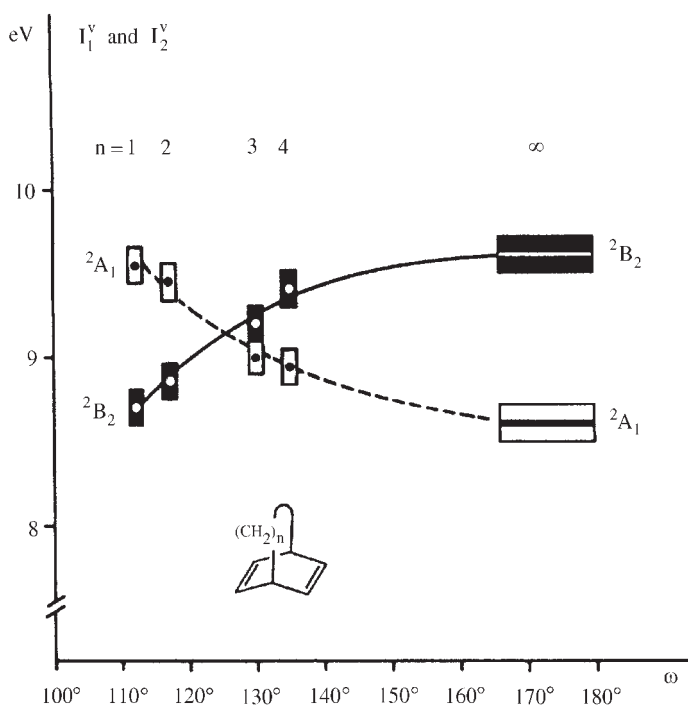 eV I₁ᵛ and I₂ᵛ
n = 1 2 3 4 ∞
10
²A₁ ²B₂
9
²B₂ ²A₁
8
(CH₂)ₙ
ω
100° 110° 120° 130° 140° 150° 160° 170° 180°